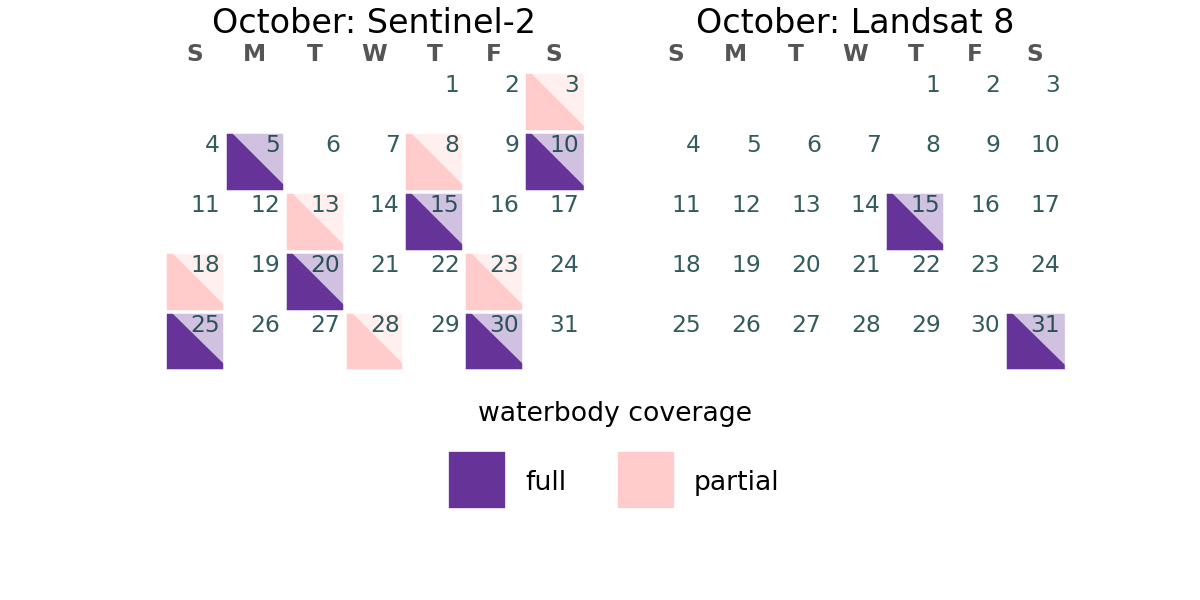 October: Sentinel-2
S M T W T F S
1 2 3
4 5 6 7 8 9 10
11 12 13 14 15 16 17
18 19 20 21 22 23 24
25 26 27 28 29 30 31
October: Landsat 8
S M T W T F S
1 2 3
4 5 6 7 8 9 10
11 12 13 14 15 16 17
18 19 20 21 22 23 24
25 26 27 28 29 30 31
waterbody coverage
full partial